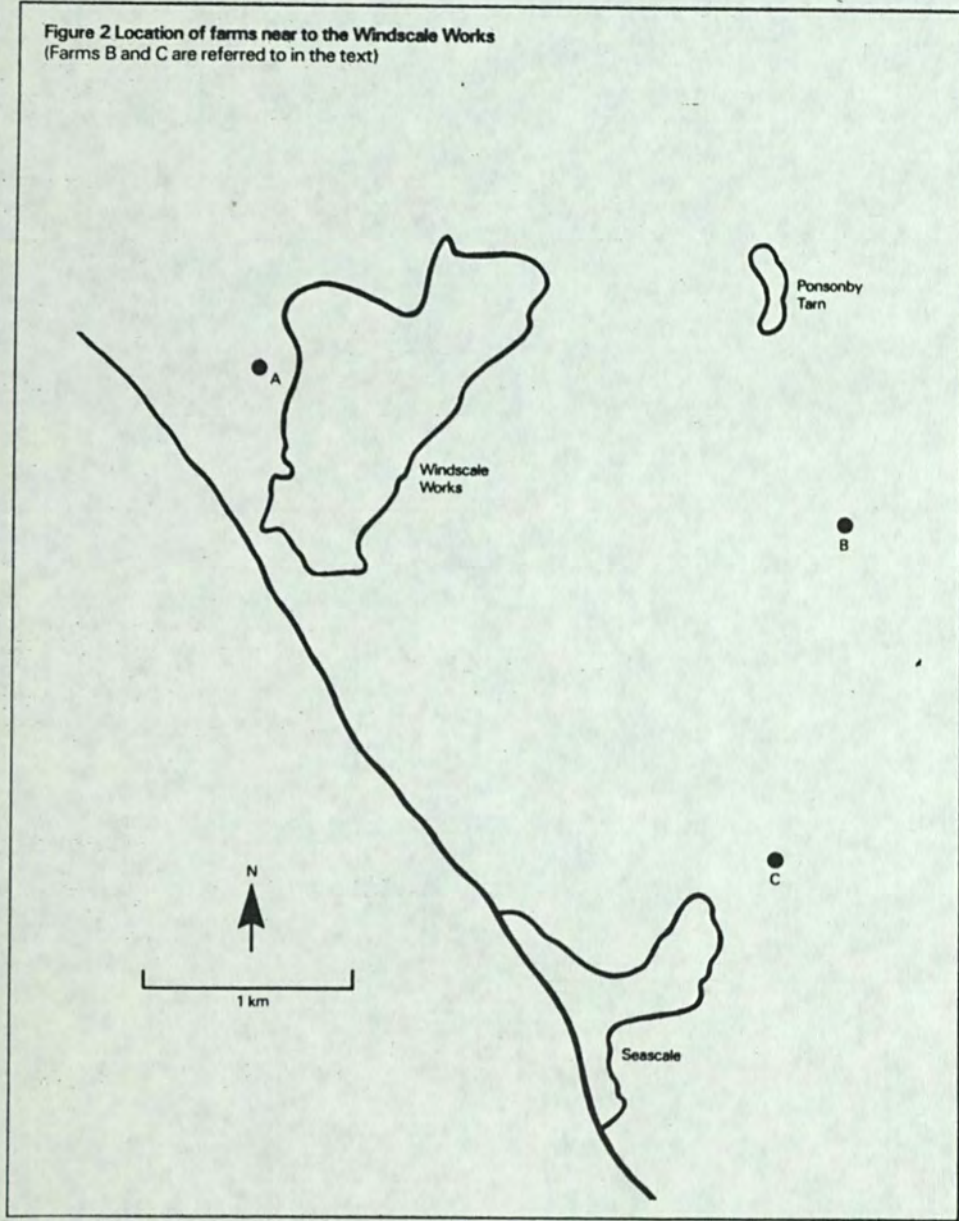 Figure 2 Location of farms near to the Windscale Works
(Farms B and C are referred to in the text)
Ponsonby
Tarn
A
Windscale
Works
B
C
N
1 km
Seascale